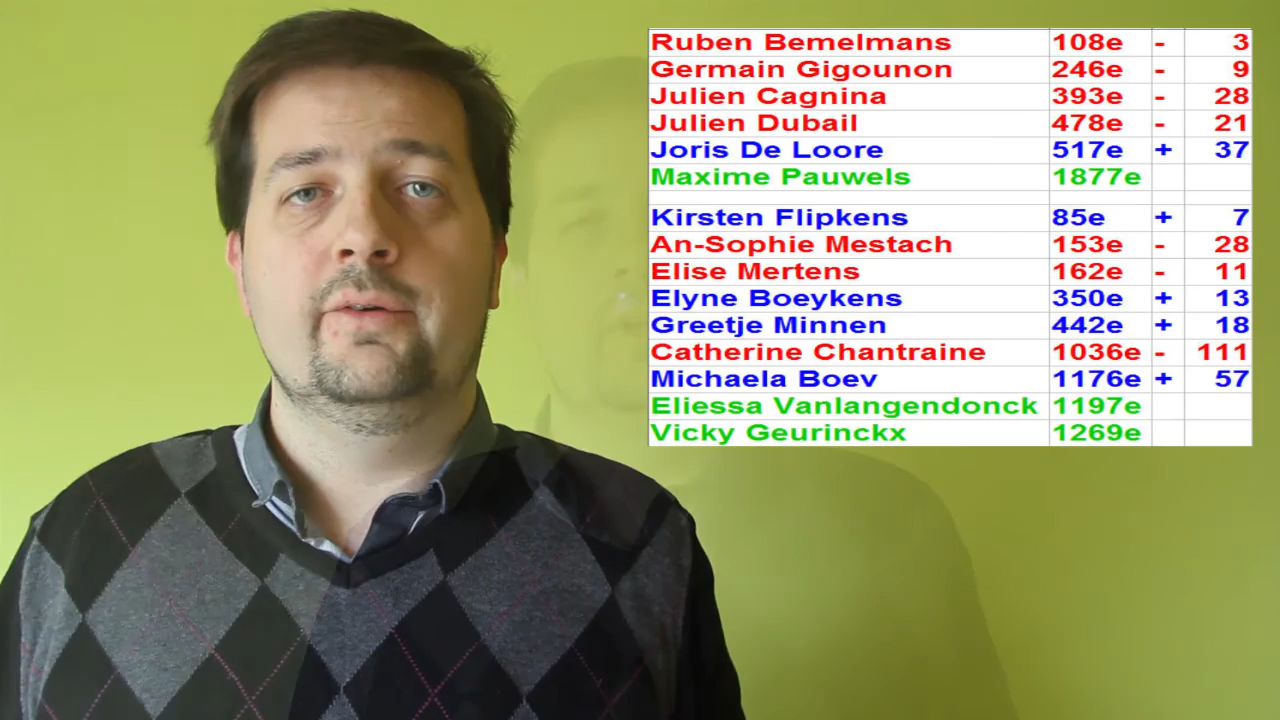 Ruben Bemelmans 108e - 3
Germain Gigounon 246e - 9
Julien Cagnina 393e - 28
Julien Dubail 478e - 21
Joris De Loore 517e + 37
Maxime Pauwels 1877e
Kirsten Flipkens 85e + 7
An-Sophie Mestach 153e - 28
Elise Mertens 162e - 11
Elyne Boeykens 350e + 13
Greetje Minnen 442e + 18
Catherine Chantraine 1036e - 111
Michaela Boev 1176e + 57
Eliessa Vanlangendonck 1197e
Vicky Geurinckx 1269e